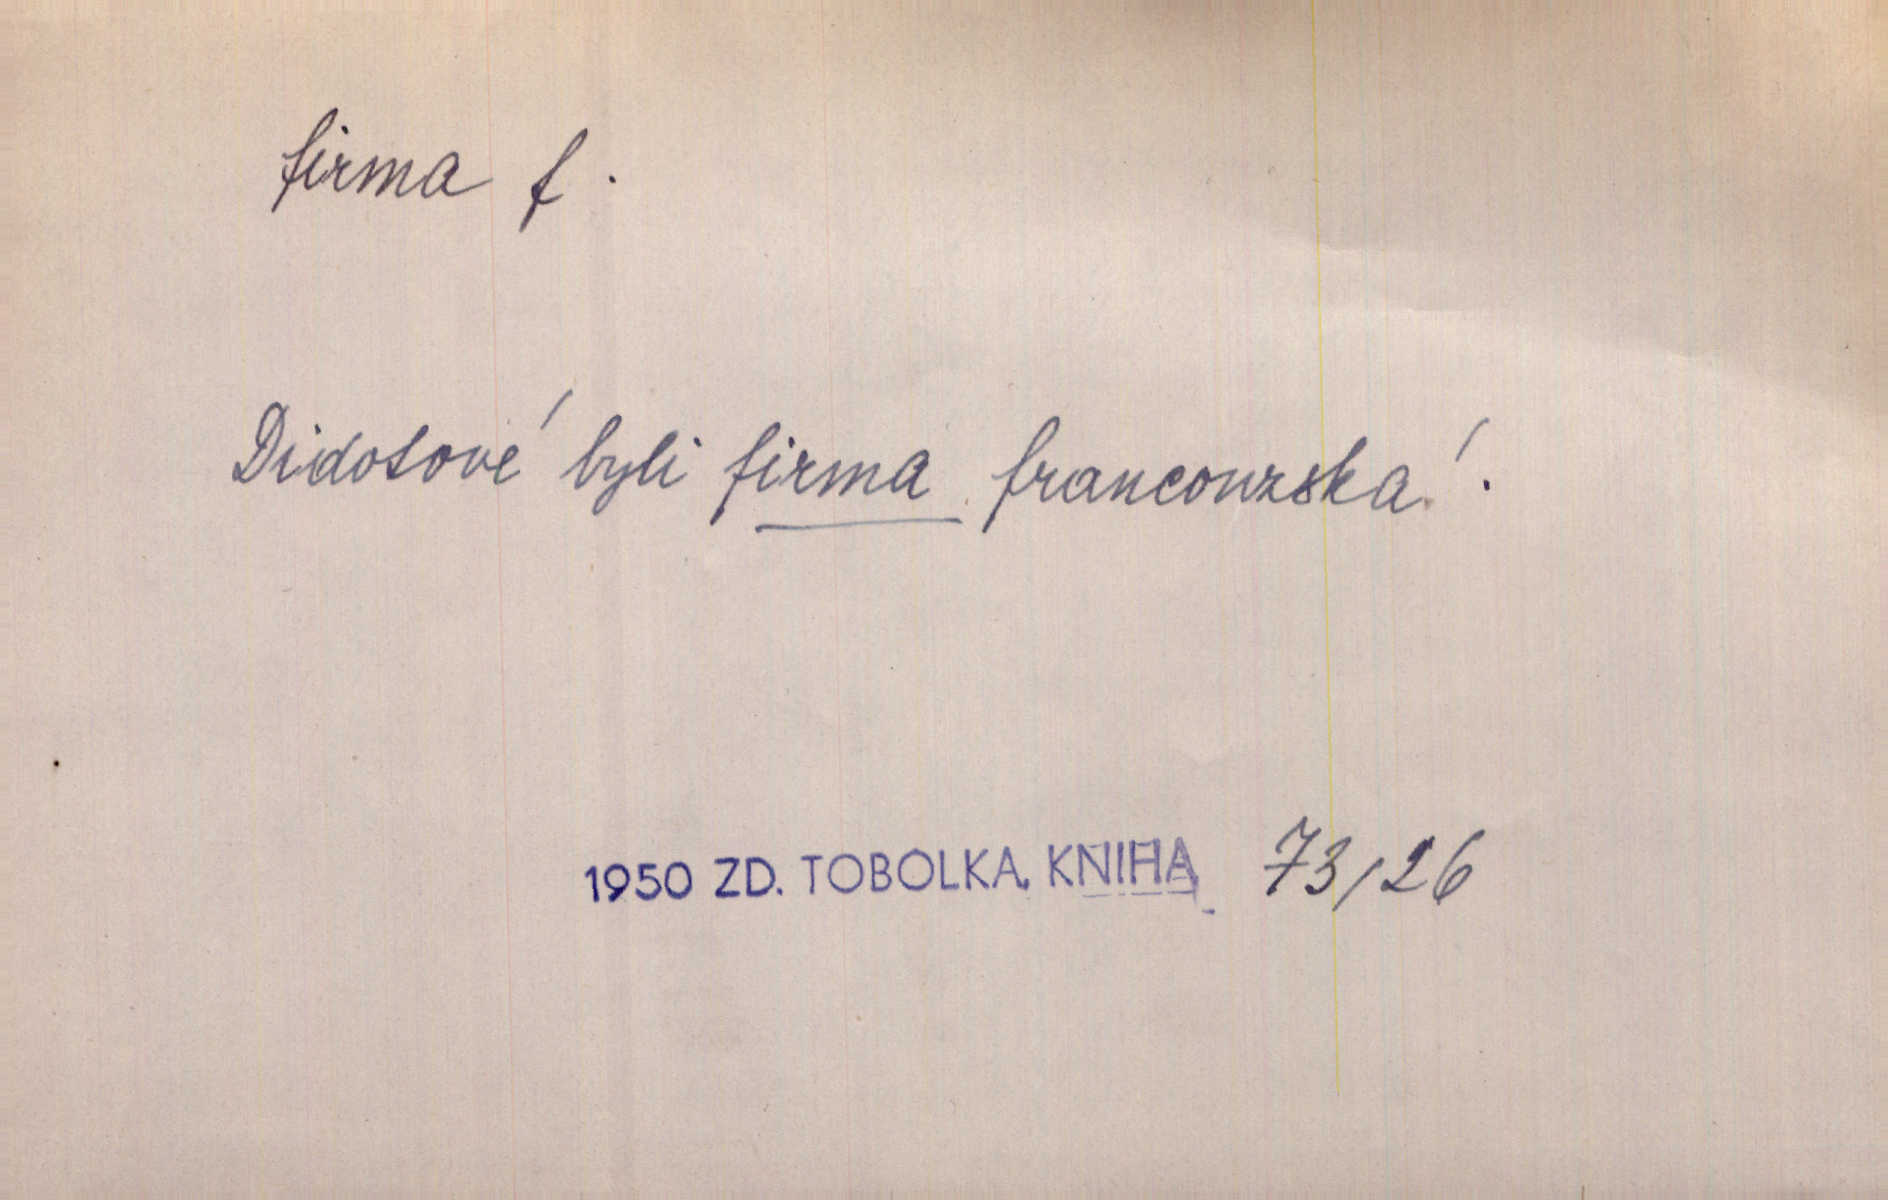 firma f.
Didotové byli firma francouzská.
1950 ZD. TOBOLKA, KNIHA 73/26